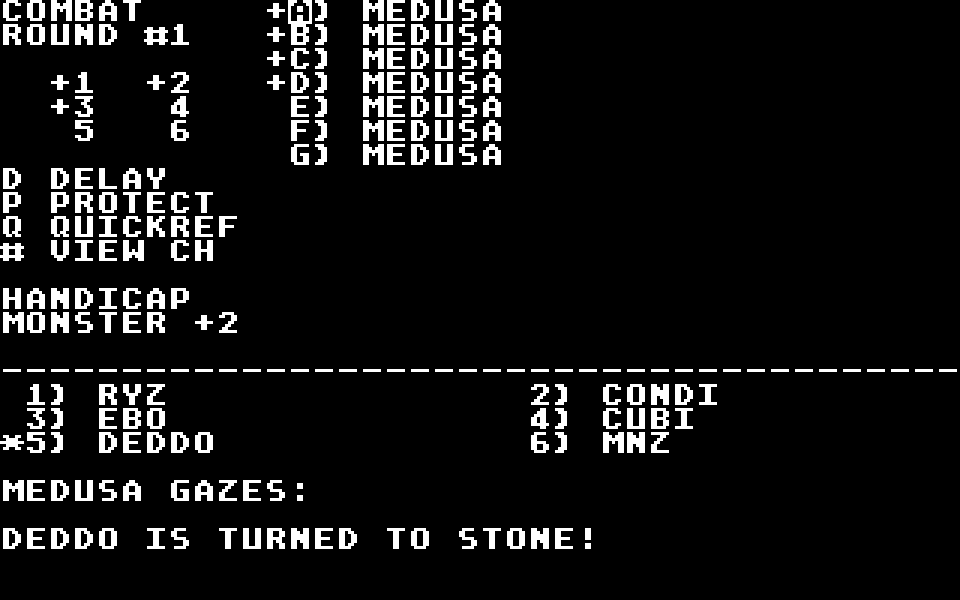 COMBAT +A) MEDUSA
ROUND #1 +B) MEDUSA
+C) MEDUSA
+1 +2 +D) MEDUSA
+3 4 E) MEDUSA
5 6 F) MEDUSA
G) MEDUSA
D DELAY
P PROTECT
Q QUICKREF
# VIEW CH
HANDICAP
MONSTER +2
----------------------------------------
1) RYZ 2) CONDI
3) EBO 4) CUBI
*5) DEDDO 6) MNZ
MEDUSA GAZES:
DEDDO IS TURNED TO STONE!